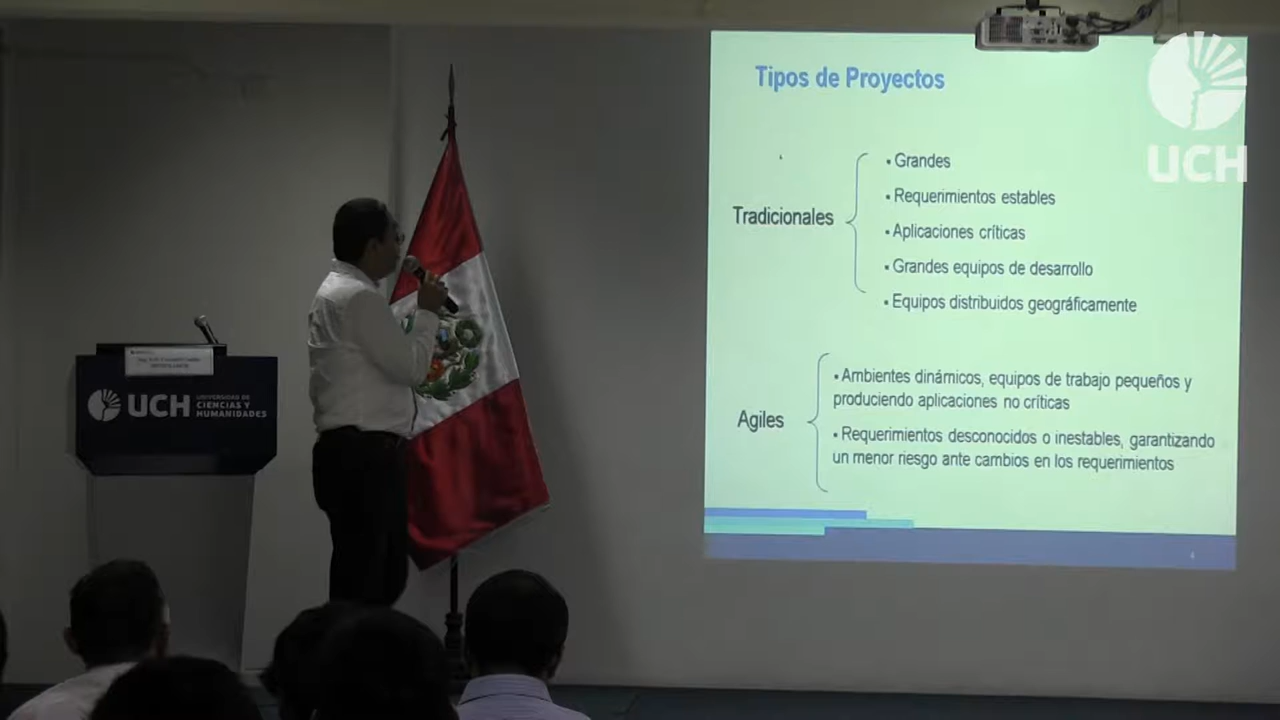 Tipos de Proyectos
UCH
Tradicionales
▪ Grandes
▪ Requerimientos estables
▪ Aplicaciones críticas
▪ Grandes equipos de desarrollo
▪ Equipos distribuidos geográficamente
Agiles
▪ Ambientes dinámicos, equipos de trabajo pequeños y
produciendo aplicaciones no críticas
▪ Requerimientos desconocidos o inestables, garantizando
un menor riesgo ante cambios en los requerimientos
4
UCH
UNIVERSIDAD DE
CIENCIAS Y
HUMANIDADES